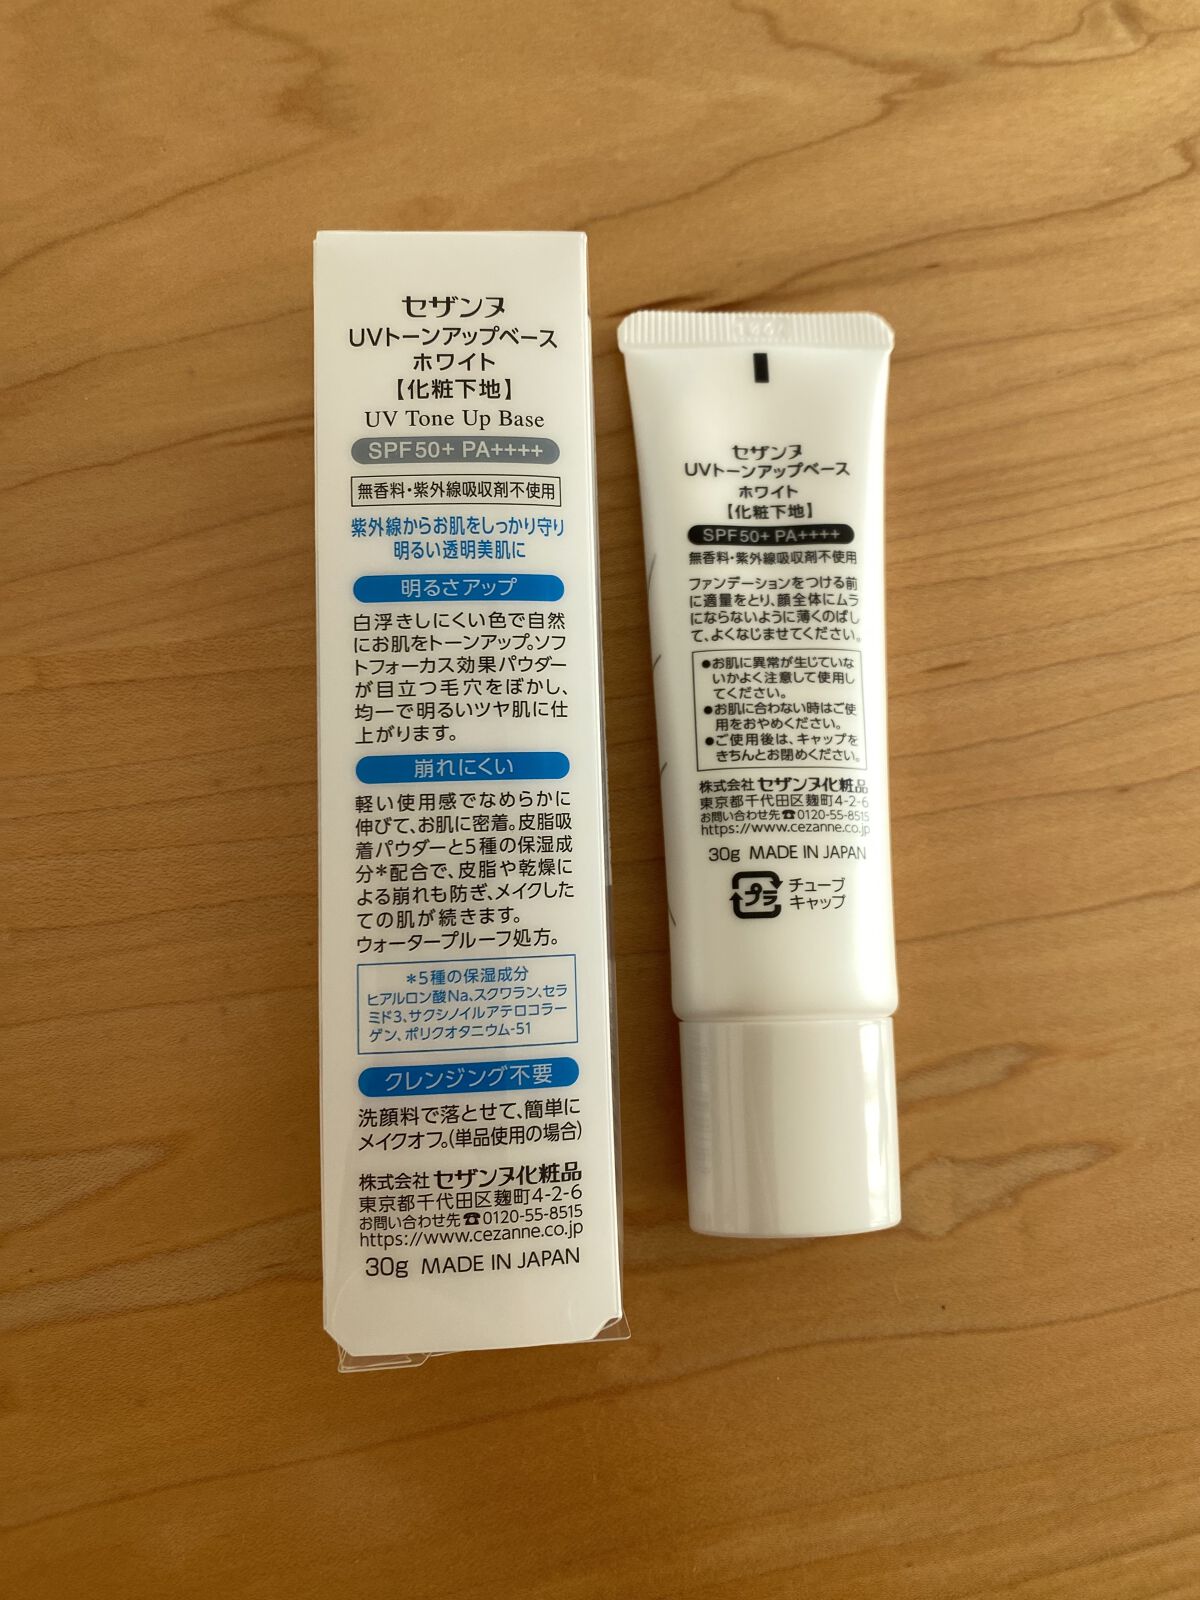 セザンヌ
UVトーンアップベース
ホワイト
【化粧下地】
UV Tone Up Base
SPF50+ PA++++
無香料・紫外線吸収剤不使用
紫外線からお肌をしっかり守り
明るい透明美肌に
明るさアップ
白浮きしにくい色で自然
にお肌をトーンアップ。ソフ
トフォーカス効果パウダー
が目立つ毛穴をぼかし、
均一で明るいツヤ肌に仕
上がります。
崩れにくい
軽い使用感でなめらかに
伸びて、お肌に密着。皮脂吸
着パウダーと5種の保湿成
分*配合で、皮脂や乾燥に
よる崩れも防ぎ、メイクした
ての肌が続きます。
ウォータープルーフ処方。
*5種の保湿成分
ヒアルロン酸Na、スクワラン、セラ
ミド3、サクシノイルアテロコラー
ゲン、ポリクオタニウム-51
クレンジング不要
洗顔料で落とせて、簡単に
メイクオフ。(単品使用の場合)
株式会社 セザンヌ化粧品
東京都千代田区麹町4-2-6
お問い合わせ先☎0120-55-8515
https://www.cezanne.co.jp
30g MADE IN JAPAN
セザンヌ
UVトーンアップベース
ホワイト
【化粧下地】
SPF50+ PA++++
無香料・紫外線吸収剤不使用
ファンデーションをつける前
に適量をとり、顔全体にムラ
にならないように薄くのばし
て、よくなじませてください。
●お肌に異常が生じていな
いかよく注意して使用し
てください。
●お肌に合わない時はご使
用をおやめください。
●ご使用後は、キャップを
きちんとお閉めください。
株式会社 セザンヌ化粧品
東京都千代田区麹町4-2-6
お問い合わせ先☎0120-55-8515
https://www.cezanne.co.jp
30g MADE IN JAPAN
プラ
チューブ
キャップ